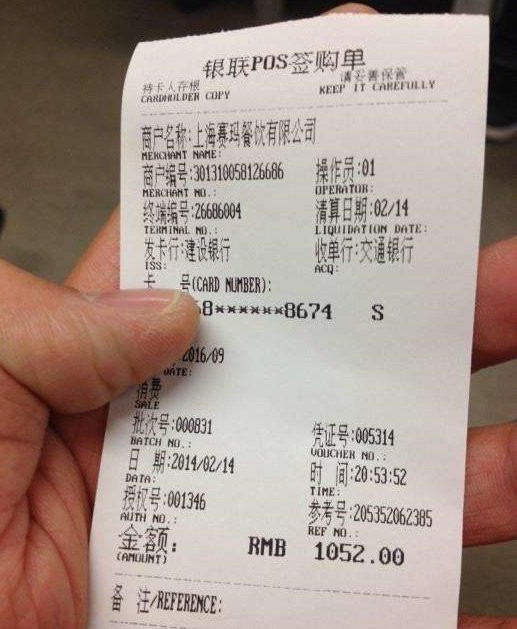 银联POS签购单
持卡人存根 请妥善保管
CARDHOLDER COPY KEEP IT CAREFULLY
商户名称:上海赛玛餐饮有限公司
MERCHANT NAME:
商户编号:301310058126686 操作员:01
MERCHANT NO.: OPERATOR:
终端编号:26686004 清算日期:02/14
TERMINAL NO.: LIQUIDATION DATE:
发卡行:建设银行 收单行:交通银行
ISS: ACQ:
卡 号(CARD NUMBER):
68******8674 S
2016/09
DATE:
消费
SALE
批次号:000831 凭证号:005314
BATCH NO.: VOUCHER NO.:
日 期:2014/02/14 时 间:20:53:52
DATA: TIME:
授权号:001346 参考号:205352062385
AUTH NO.: REF NO.:
金额: RMB 1052.00
(AMOUNT)
备 注/REFERENCE: